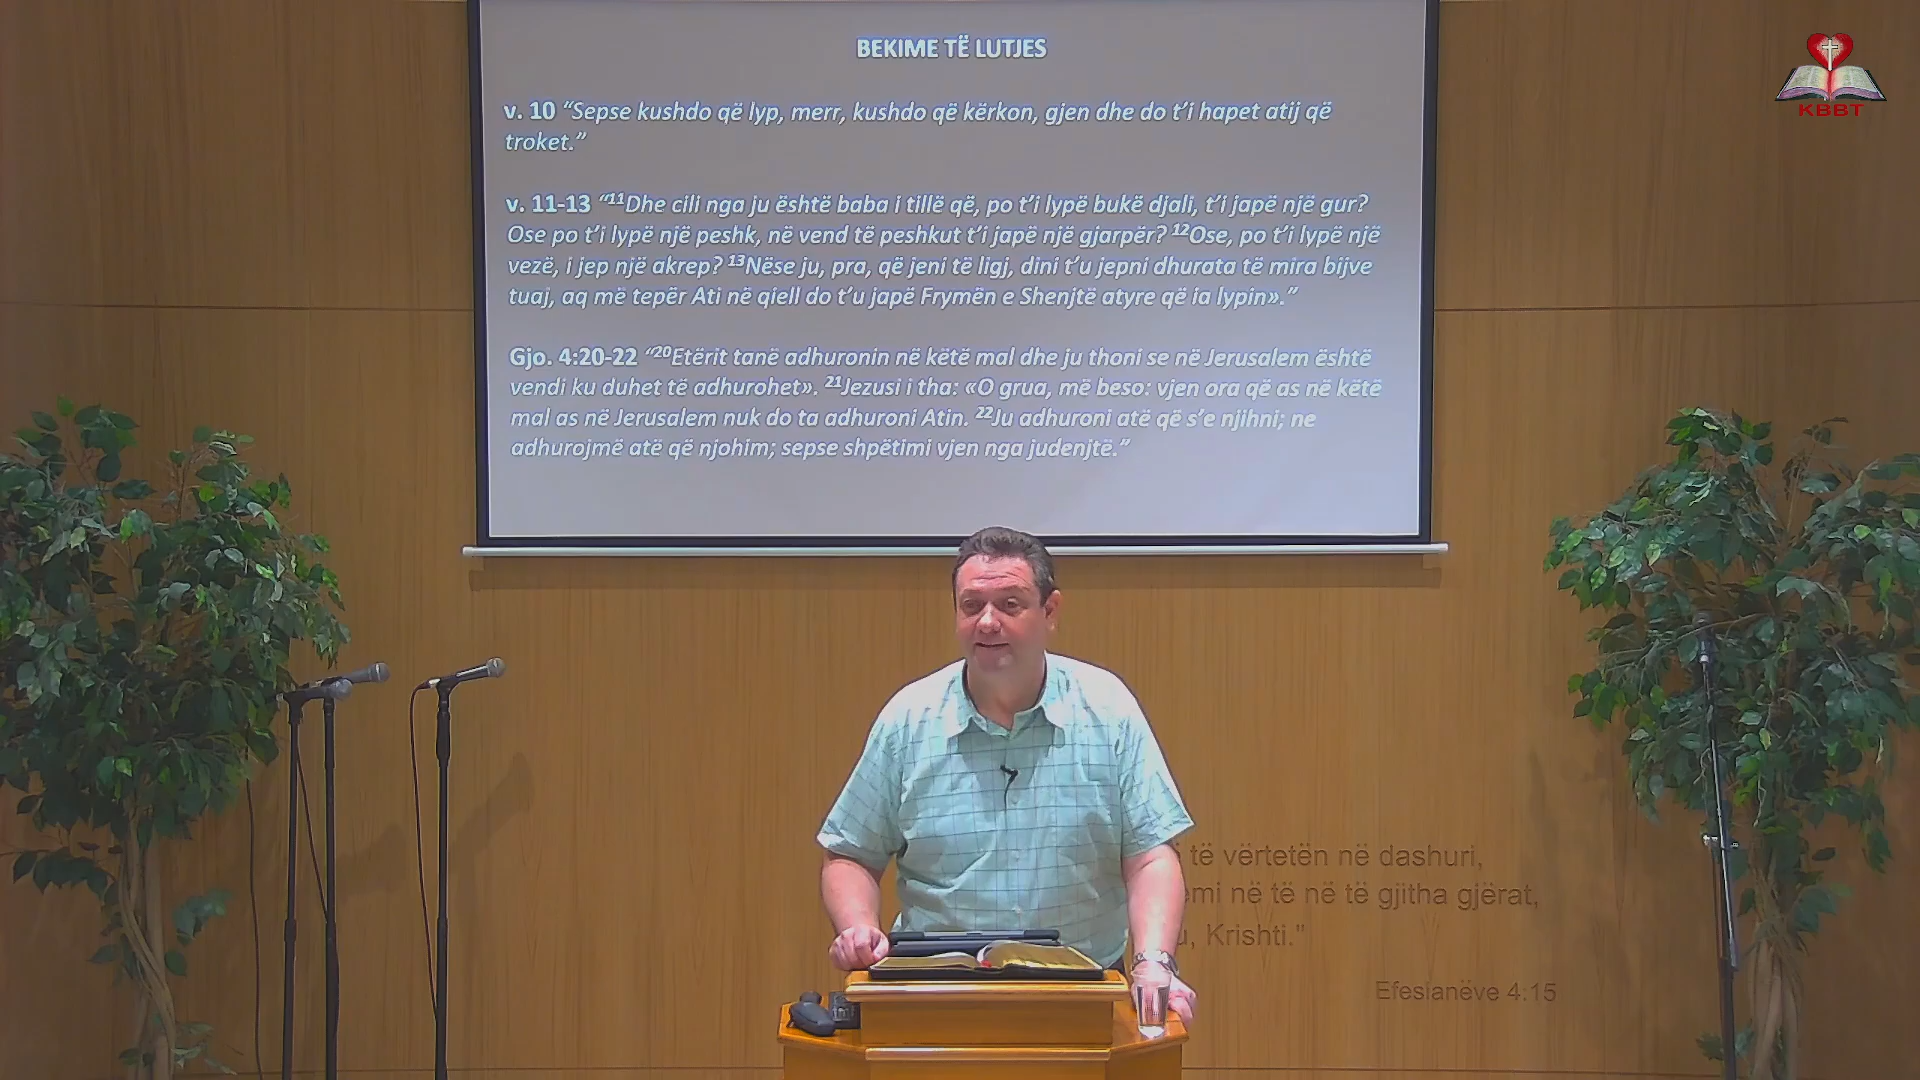 BEKIME TË LUTJES
v. 10 “Sepse kushdo që lyp, merr, kushdo që kërkon, gjen dhe do t’i hapet atij që
troket.”
v. 11-13 “¹¹Dhe cili nga ju është baba i tillë që, po t’i lypë bukë djali, t’i japë një gur?
Ose po t’i lypë një peshk, në vend të peshkut t’i japë një gjarpër? ¹²Ose, po t’i lypë një
vezë, i jep një akrep? ¹³Nëse ju, pra, që jeni të ligj, dini t’u jepni dhurata të mira bijve
tuaj, aq më tepër Ati në qiell do t’u japë Frymën e Shenjtë atyre që ia lypin».”
Gjo. 4:20-22 “²⁰Etërit tanë adhuronin në këtë mal dhe ju thoni se në Jerusalem është
vendi ku duhet të adhurohet». ²¹Jezusi i tha: «O grua, më beso: vjen ora që as në këtë
mal as në Jerusalem nuk do ta adhuroni Atin. ²²Ju adhuroni atë që s’e njihni; ne
adhurojmë atë që njohim; sepse shpëtimi vjen nga judenjtë.”
KBBT
të vërtetën në dashuri,
në të në të gjitha gjërat,
Krishti."
Efesianëve 4:15